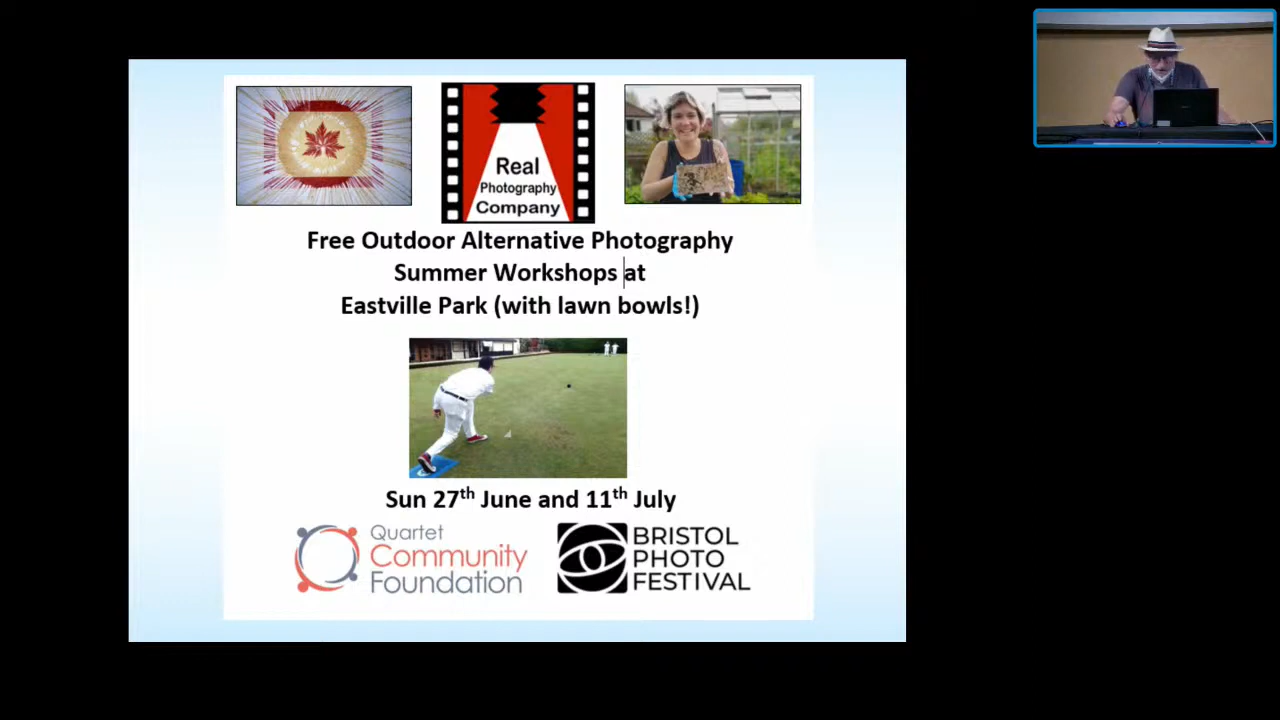 Real
Photography
Company
Free Outdoor Alternative Photography
Summer Workshops at
Eastville Park (with lawn bowls!)
Sun 27th June and 11th July
Quartet
Community
Foundation
BRISTOL
PHOTO
FESTIVAL